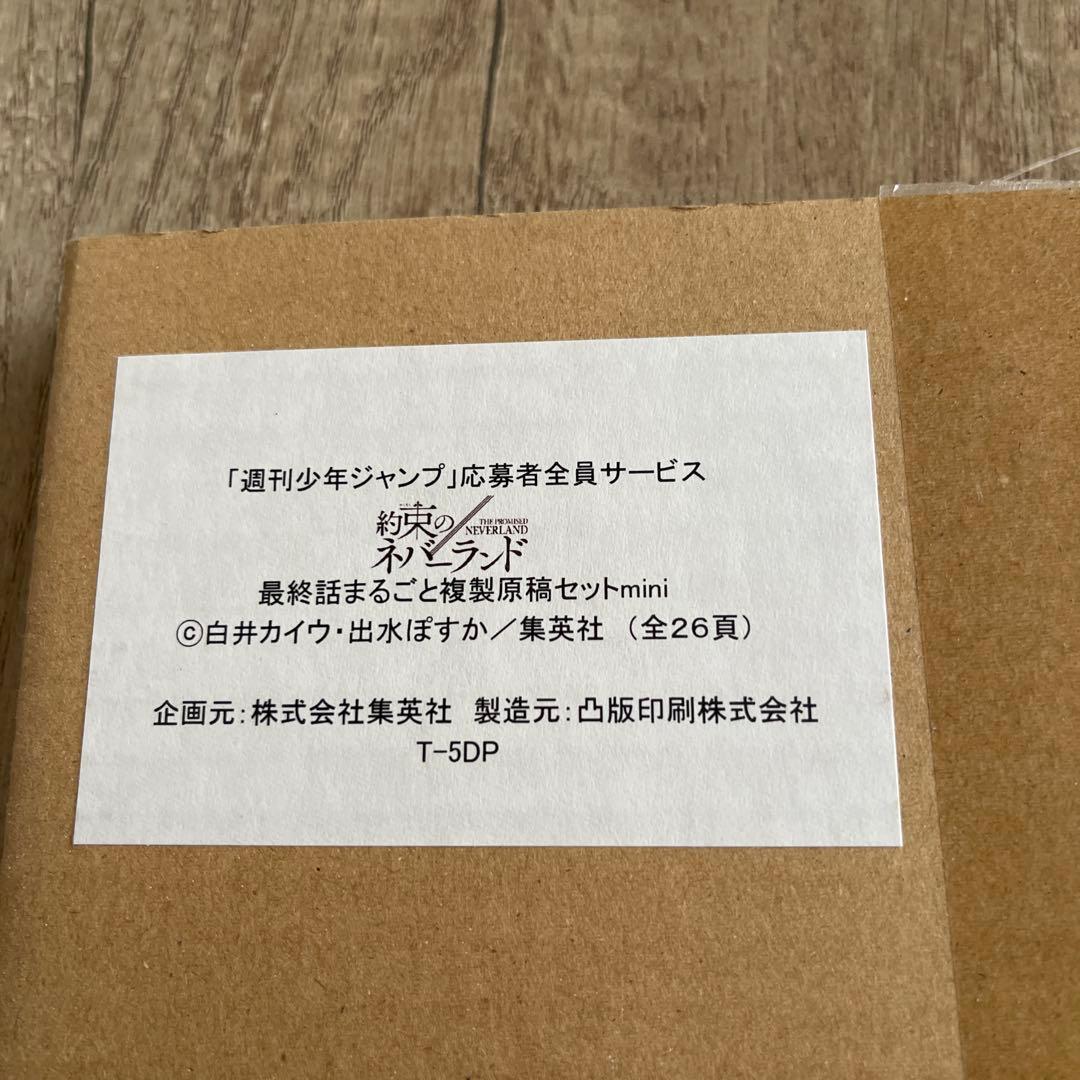 「週刊少年ジャンプ」応募者全員サービス
約束の
ネバーランド
THE PROMISED
NEVERLAND
最終話まるごと複製原稿セットmini
©白井カイウ・出水ぽすか／集英社　（全26頁）
企画元：株式会社集英社　製造元：凸版印刷株式会社
T-5DP